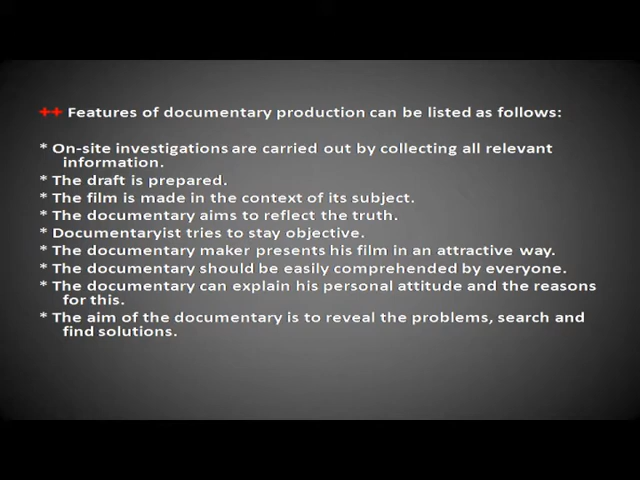 ++ Features of documentary production can be listed as follows:
* On-site investigations are carried out by collecting all relevant
information.
* The draft is prepared.
* The film is made in the context of its subject.
* The documentary aims to reflect the truth.
* Documentaryist tries to stay objective.
* The documentary maker presents his film in an attractive way.
* The documentary should be easily comprehended by everyone.
* The documentary can explain his personal attitude and the reasons
for this.
* The aim of the documentary is to reveal the problems, search and
find solutions.